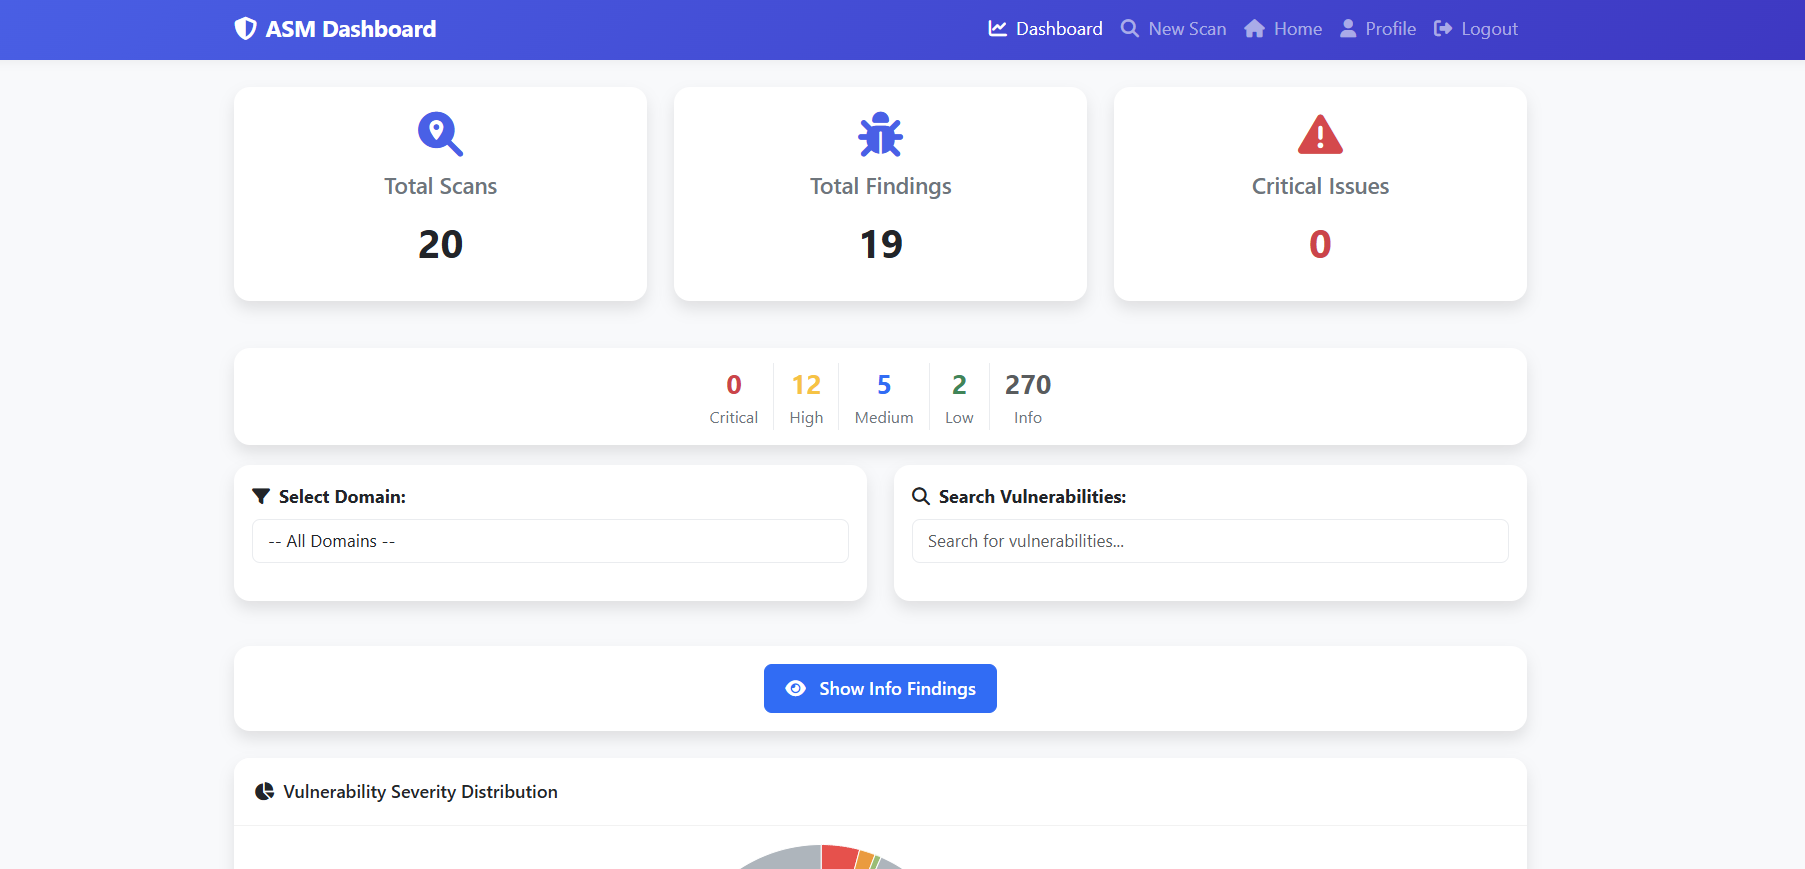 ASM Dashboard
Dashboard New Scan Home Profile Logout
Total Scans
20
Total Findings
19
Critical Issues
0
0 12 5 2 270
Critical High Medium Low Info
Select Domain:
-- All Domains --
Search Vulnerabilities:
Search for vulnerabilities...
Show Info Findings
Vulnerability Severity Distribution